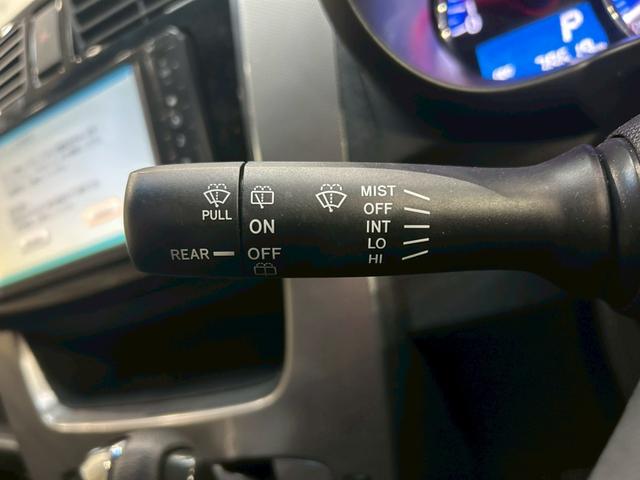 P
PULL
ON
REAR
OFF
MIST
OFF
INT
LO
HI